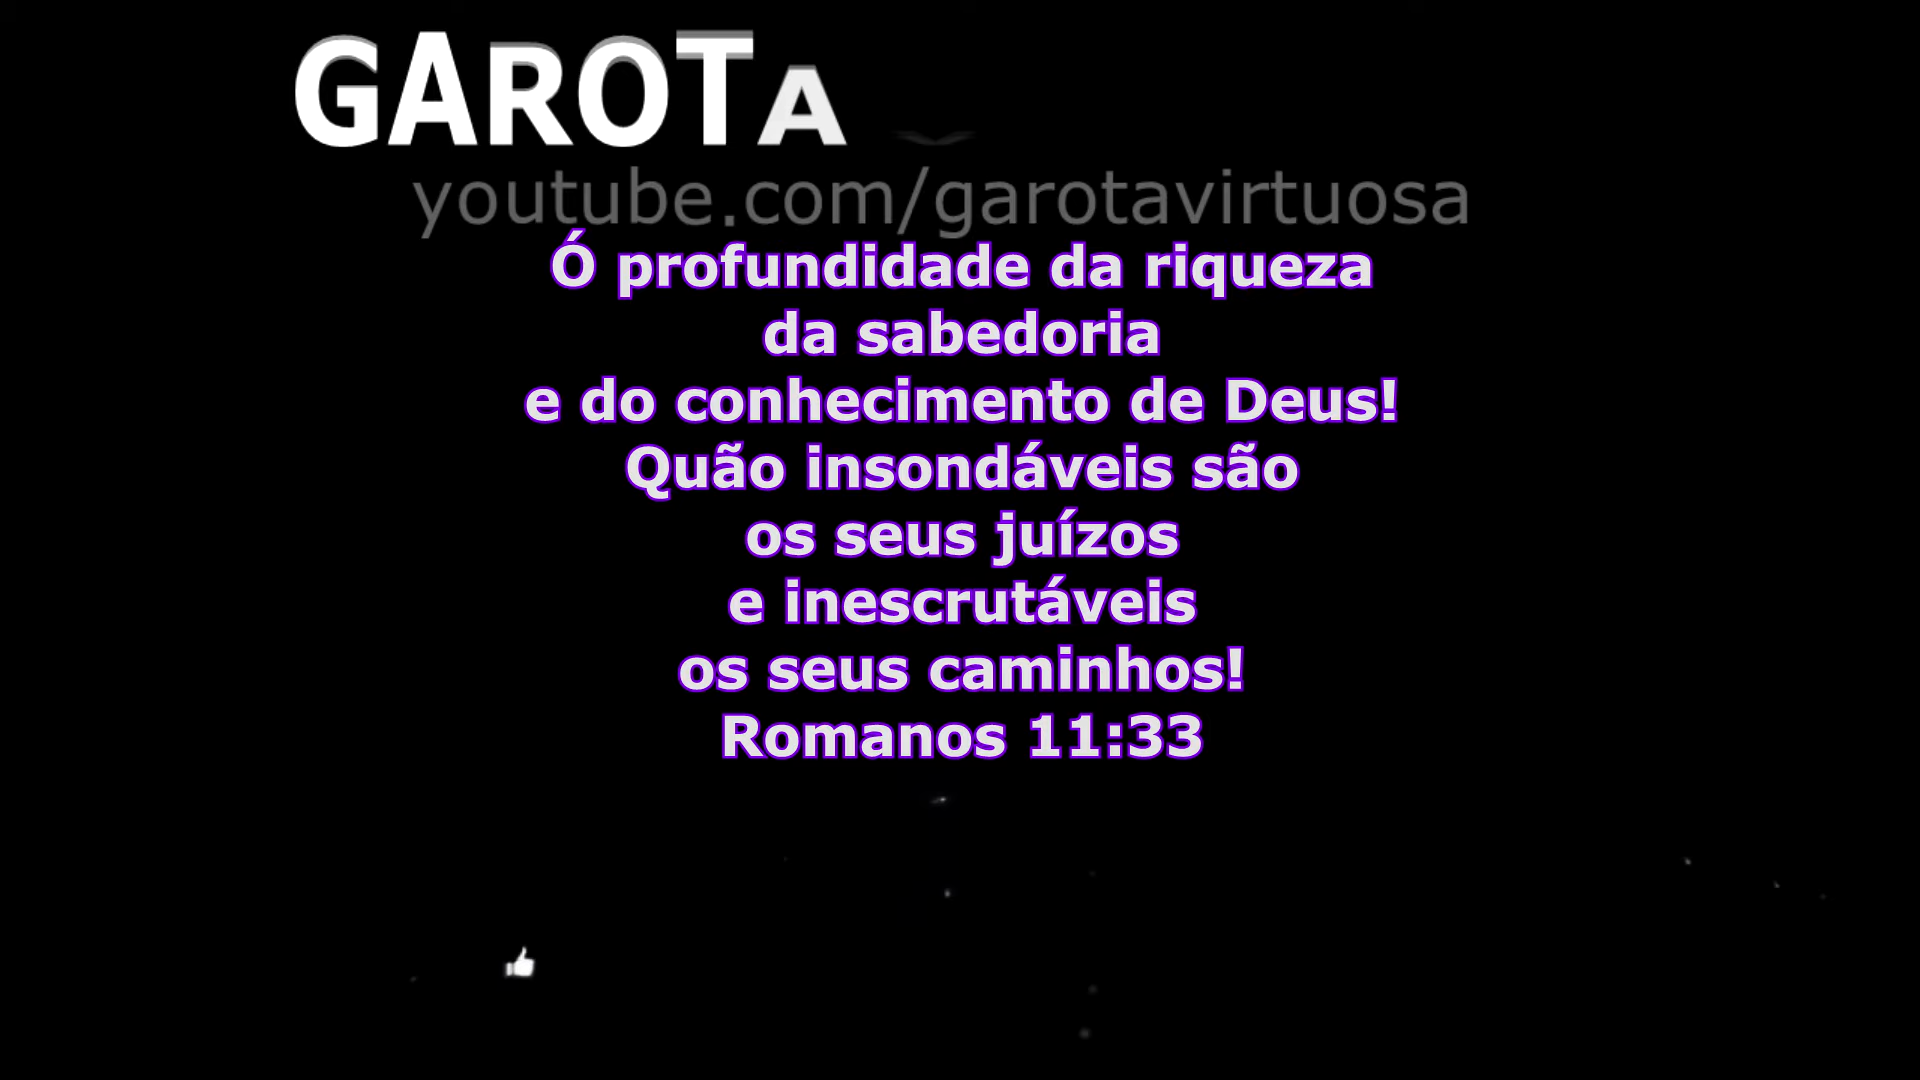 GAROTA
youtube.com/garotavirtuosa
Ó profundidade da riqueza
da sabedoria
e do conhecimento de Deus!
Quão insondáveis são
os seus juízos
e inescrutáveis
os seus caminhos!
Romanos 11:33